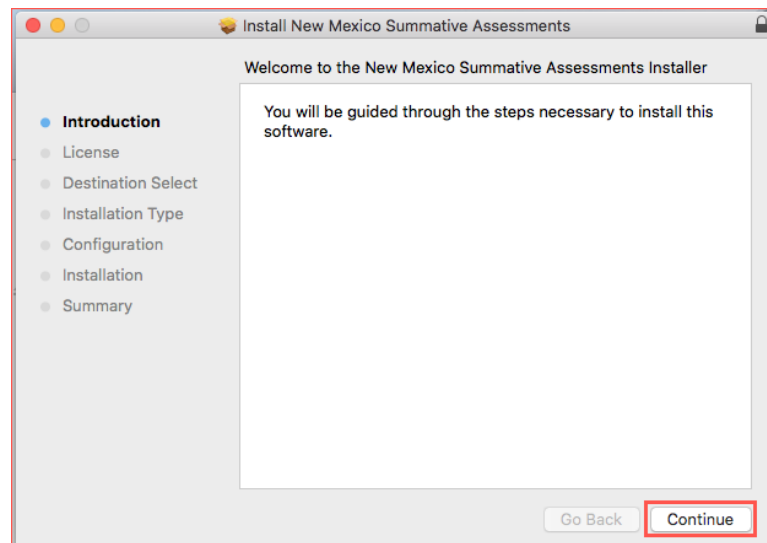 Install New Mexico Summative Assessments
Welcome to the New Mexico Summative Assessments Installer
Introduction
License
Destination Select
Installation Type
Configuration
Installation
Summary
You will be guided through the steps necessary to install this
software.
Go Back
Continue